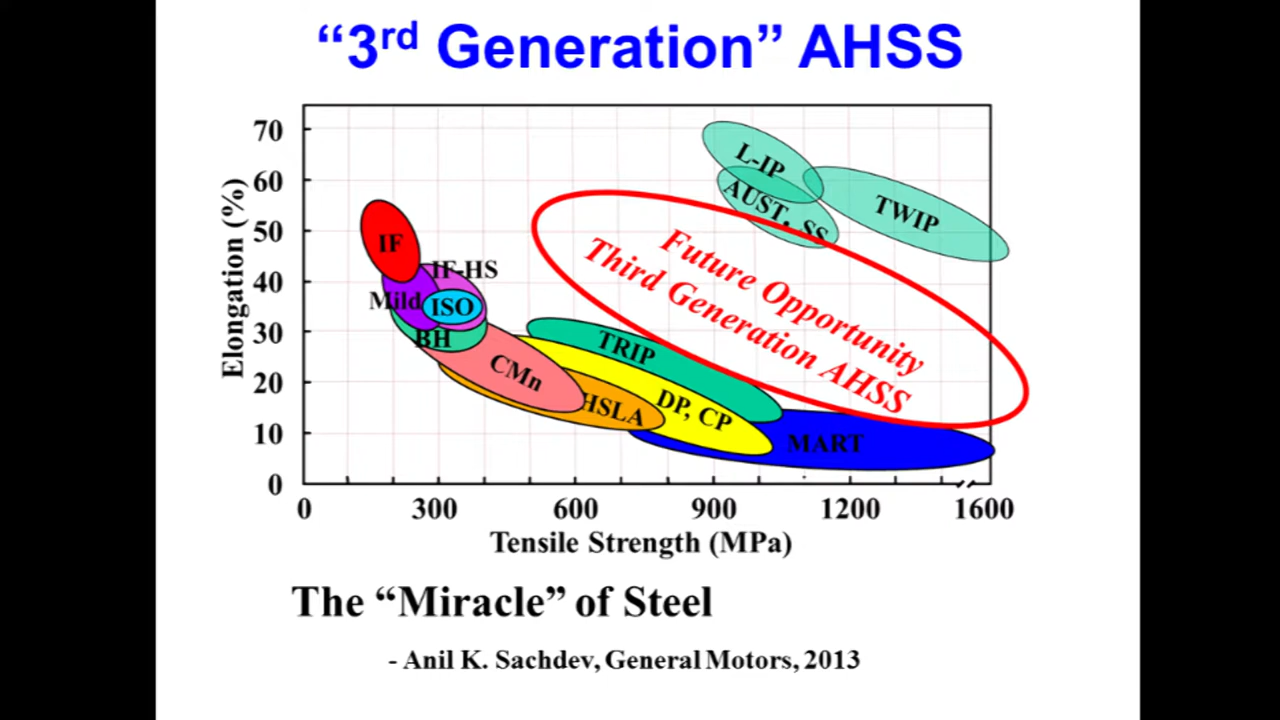 “3rd Generation” AHSS
70
60
50
40
30
20
10
0
Elongation (%)
L-IP
AUST. SS
TWIP
IF
IF-HS
Mild
ISO
BH
CMn
HSLA
TRIP
DP, CP
MART
Future Opportunity
Third Generation AHSS
0 300 600 900 1200 1600
Tensile Strength (MPa)
The “Miracle” of Steel
- Anil K. Sachdev, General Motors, 2013